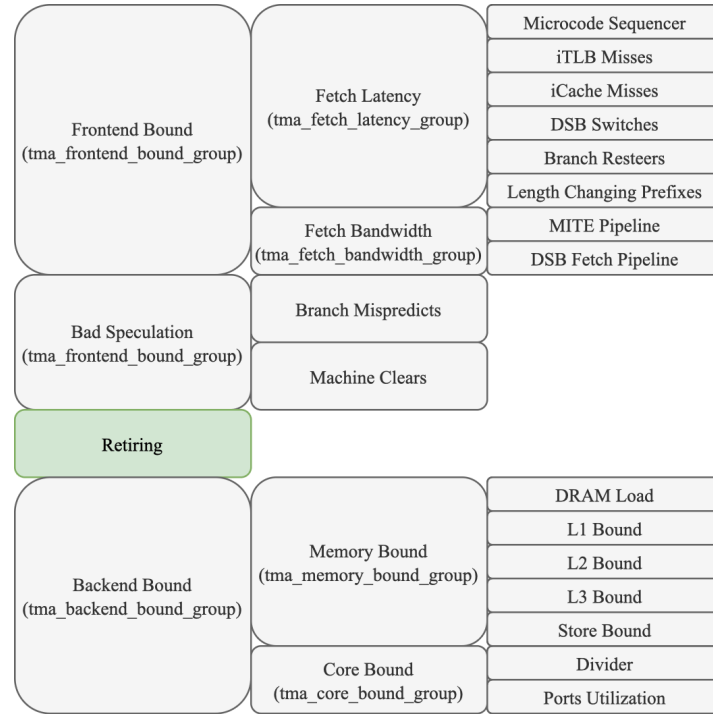 Frontend Bound
(tma_frontend_bound_group)
Fetch Latency
(tma_fetch_latency_group)
Microcode Sequencer
iTLB Misses
iCache Misses
DSB Switches
Branch Resteers
Length Changing Prefixes
Fetch Bandwidth
(tma_fetch_bandwidth_group)
MITE Pipeline
DSB Fetch Pipeline
Bad Speculation
(tma_frontend_bound_group)
Branch Mispredicts
Machine Clears
Retiring
Backend Bound
(tma_backend_bound_group)
Memory Bound
(tma_memory_bound_group)
DRAM Load
L1 Bound
L2 Bound
L3 Bound
Store Bound
Core Bound
(tma_core_bound_group)
Divider
Ports Utilization